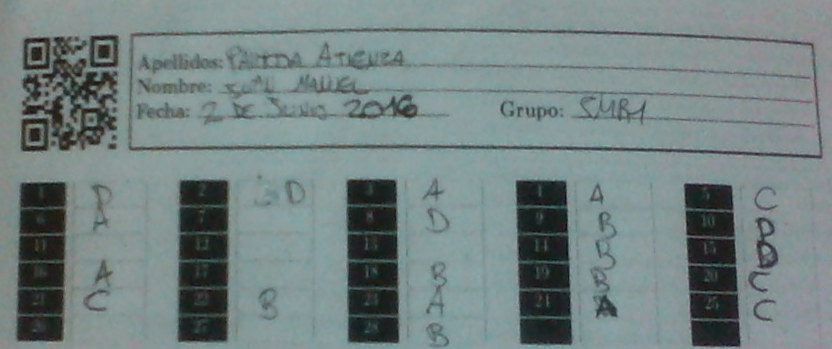 Apellidos: PARTIDA ATIENZA
Nombre: JUAN MANUEL
Fecha: 2 DE JUNIO 2016 Grupo: SMR1
1 D 2 D 3 A 4 A 5 C
6 A 7 8 D 9 B 10
11 12 13 14 B 15
16 A 17 18 B 19 B 20 C
21 C 22 B 23 A 24 A 25 C
26 27 28 B